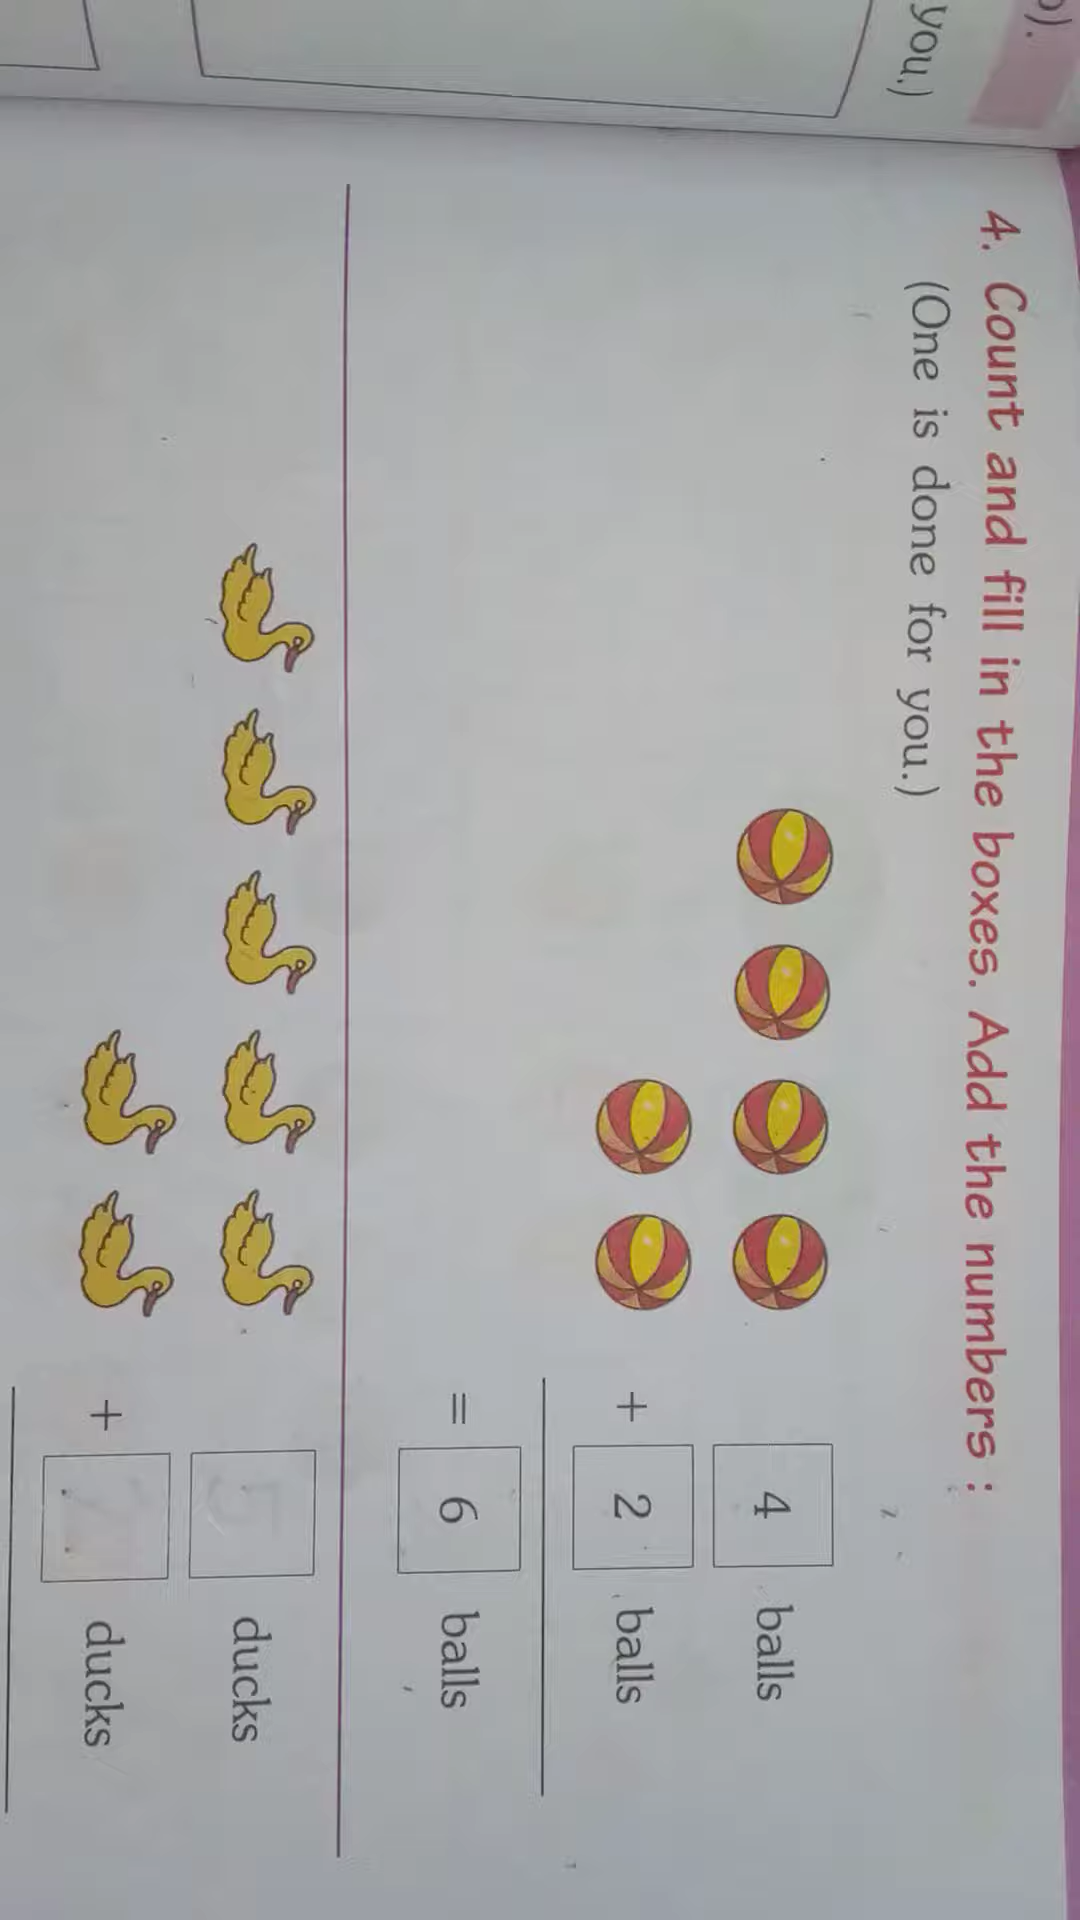 ).
you.)
4. Count and fill in the boxes. Add the numbers :
(One is done for you.)
4 balls
+ 2 balls
= 6 balls
5 ducks
+ ducks